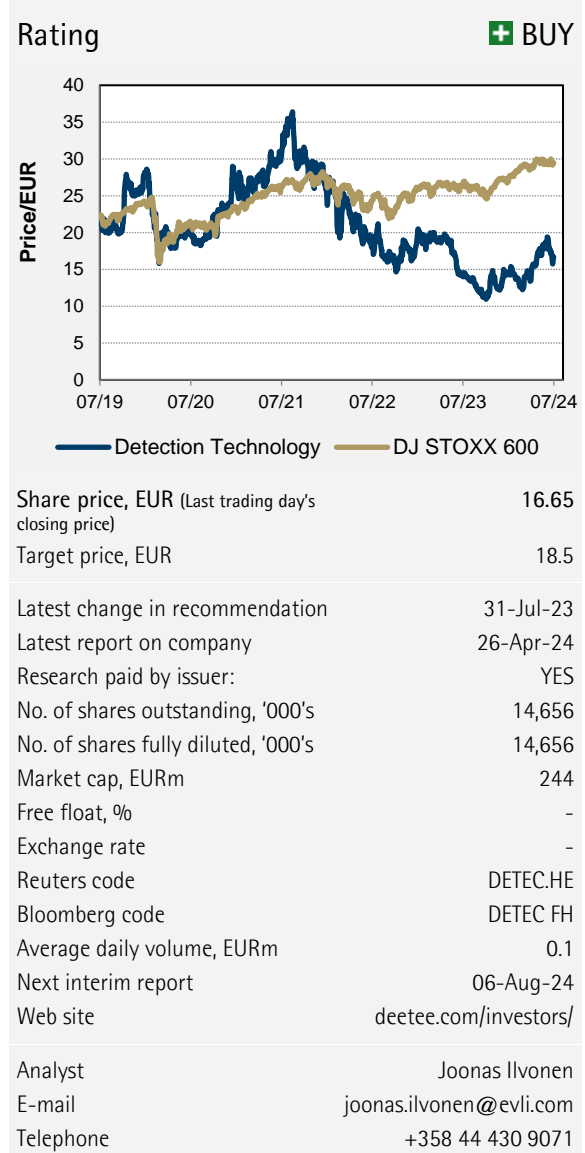 Rating BUY
40
35
30
25
20
15
10
5
0
Price/EUR
07/19 07/20 07/21 07/22 07/23 07/24
Detection Technology DJ STOXX 600
Share price, EUR (Last trading day's closing price) 16.65
Target price, EUR 18.5
Latest change in recommendation 31-Jul-23
Latest report on company 26-Apr-24
Research paid by issuer: YES
No. of shares outstanding, '000's 14,656
No. of shares fully diluted, '000's 14,656
Market cap, EURm 244
Free float, % -
Exchange rate -
Reuters code DETEC.HE
Bloomberg code DETEC FH
Average daily volume, EURm 0.1
Next interim report 06-Aug-24
Web site deetee.com/investors/
Analyst Joonas Ilvonen
E-mail joonas.ilvonen@evli.com
Telephone +358 44 430 9071